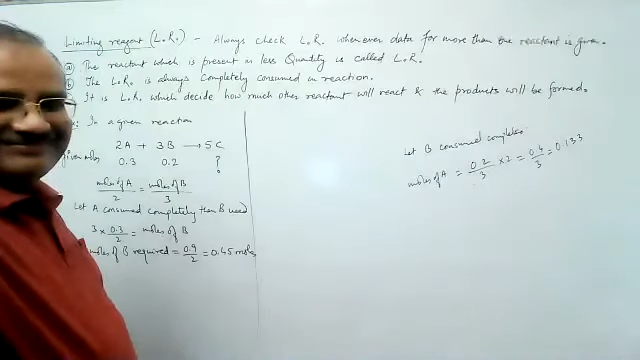 Limiting reagent (L.R.) - Always check L.R. whenever data for more than one reactant is given.
(a) The reactant which is present in less Quantity is called L.R.
(b) The L.R. is always Completely consumed in reaction.
It is L.R. which decide how much other reactant will react & the products will be formed.
In a given reaction
2A + 3B → 5C
given moles 0.3 0.2 ?
moles of A / 2 = moles of B / 3
Let A consumed completely then B used
3 × 0.3/2 = moles of B
moles of B required = 0.9/2 = 0.45 moles
Let B consumed completes
moles of A = 0.2/3 × 2 = 0.4/3 = 0.133